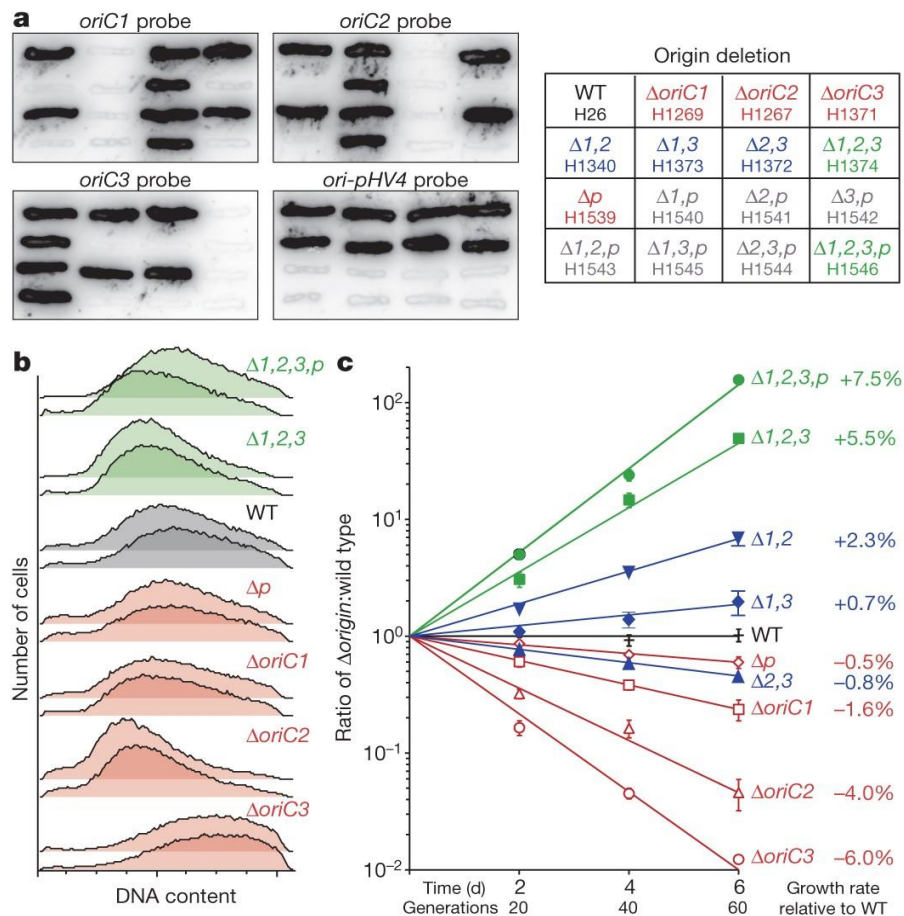 a
oriC1 probe
oriC2 probe
oriC3 probe
ori-pHV4 probe
Origin deletion
WT ΔoriC1 ΔoriC2 ΔoriC3
H26 H1269 H1267 H1371
Δ1,2 Δ1,3 Δ2,3 Δ1,2,3
H1340 H1373 H1372 H1374
Δp Δ1,p Δ2,p Δ3,p
H1539 H1540 H1541 H1542
Δ1,2,p Δ1,3,p Δ2,3,p Δ1,2,3,p
H1543 H1545 H1544 H1546
b
Number of cells
Δ1,2,3,p
Δ1,2,3
WT
Δp
ΔoriC1
ΔoriC2
ΔoriC3
DNA content
c
Ratio of Δorigin:wild type
10²
10¹
10⁰
10⁻¹
10⁻²
Δ1,2,3,p +7.5%
Δ1,2,3 +5.5%
Δ1,2 +2.3%
Δ1,3 +0.7%
WT
Δp −0.5%
Δ2,3 −0.8%
ΔoriC1 −1.6%
ΔoriC2 −4.0%
ΔoriC3 −6.0%
Time (d) 2 4 6 Growth rate
Generations 20 40 60 relative to WT